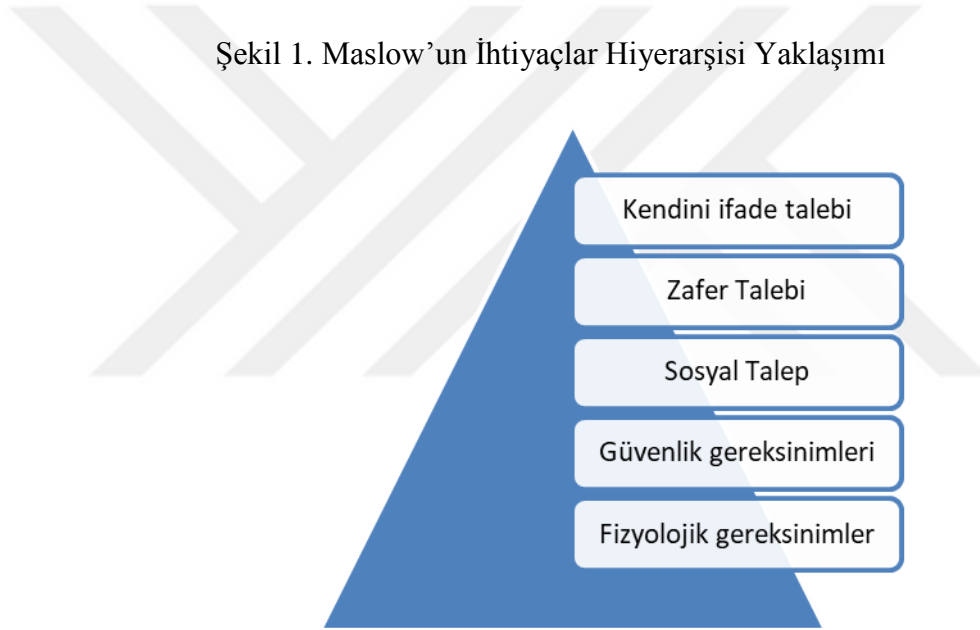 Şekil 1. Maslow’un İhtiyaçlar Hiyerarşisi Yaklaşımı
Kendini ifade talebi
Zafer Talebi
Sosyal Talep
Güvenlik gereksinimleri
Fizyolojik gereksinimler